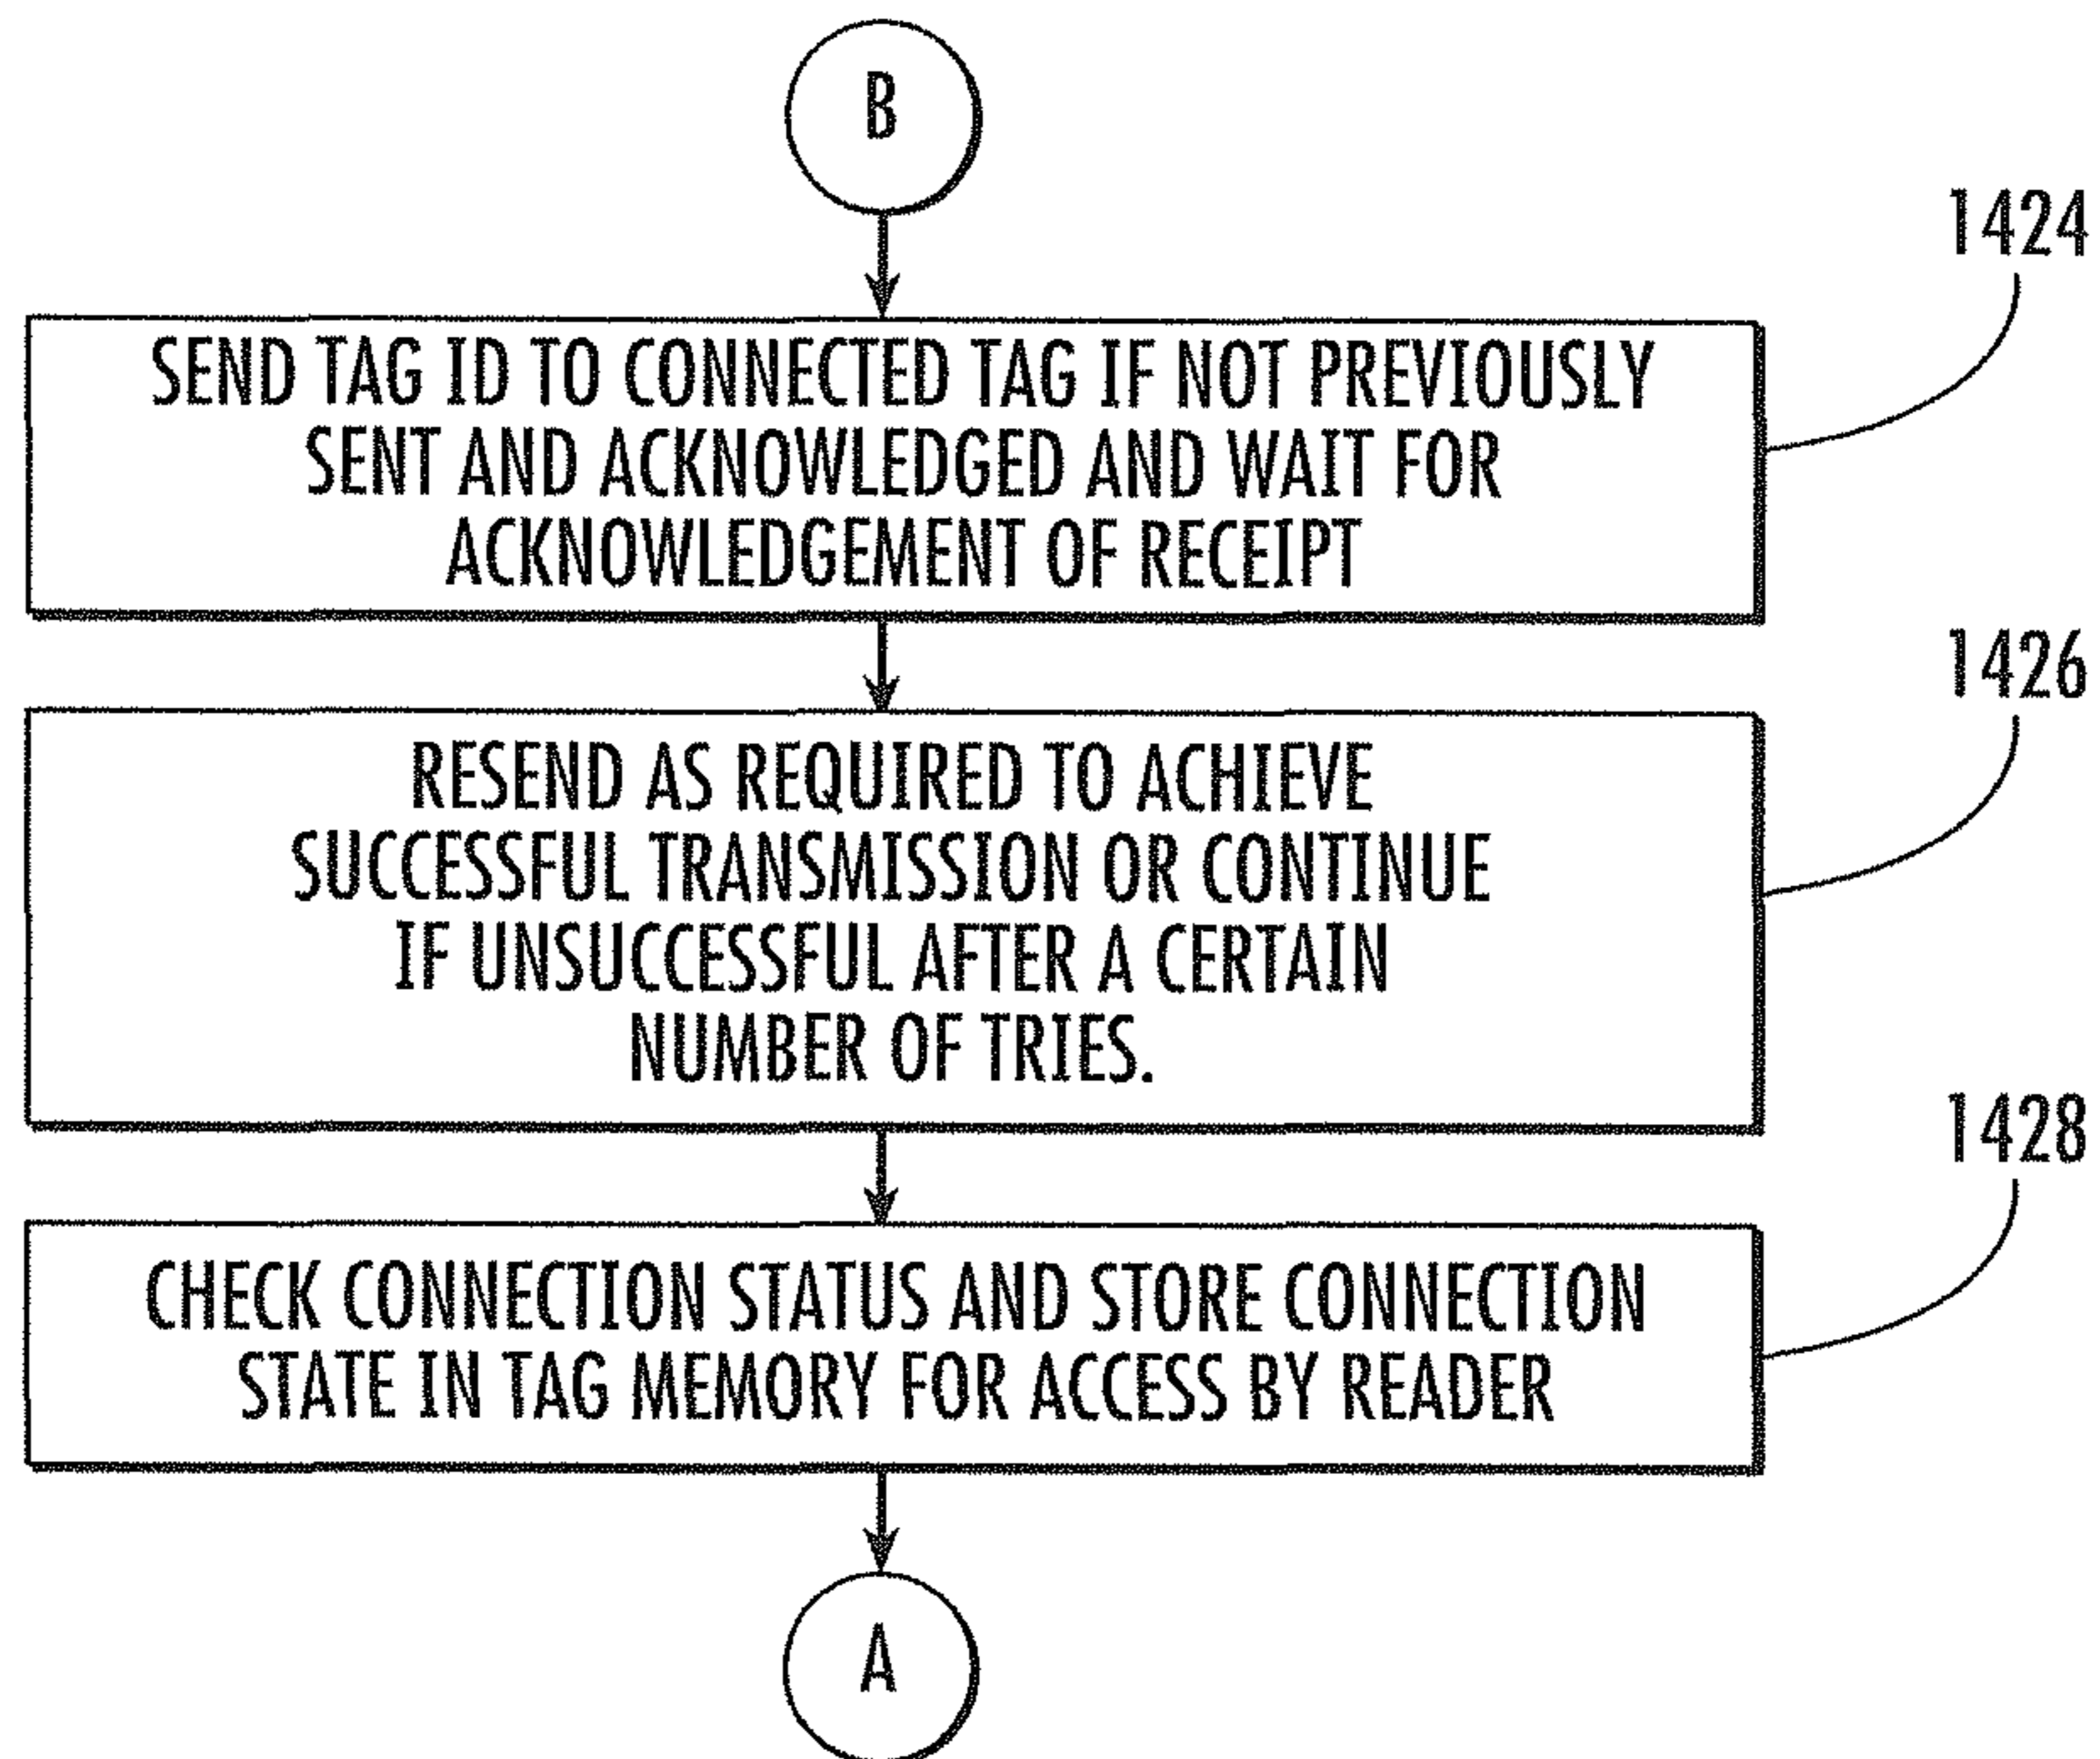 B
1424
SEND TAG ID TO CONNECTED TAG IF NOT PREVIOUSLY
SENT AND ACKNOWLEDGED AND WAIT FOR
ACKNOWLEDGEMENT OF RECEIPT
1426
RESEND AS REQUIRED TO ACHIEVE
SUCCESSFUL TRANSMISSION OR CONTINUE
IF UNSUCCESSFUL AFTER A CERTAIN
NUMBER OF TRIES.
1428
CHECK CONNECTION STATUS AND STORE CONNECTION
STATE IN TAG MEMORY FOR ACCESS BY READER
A